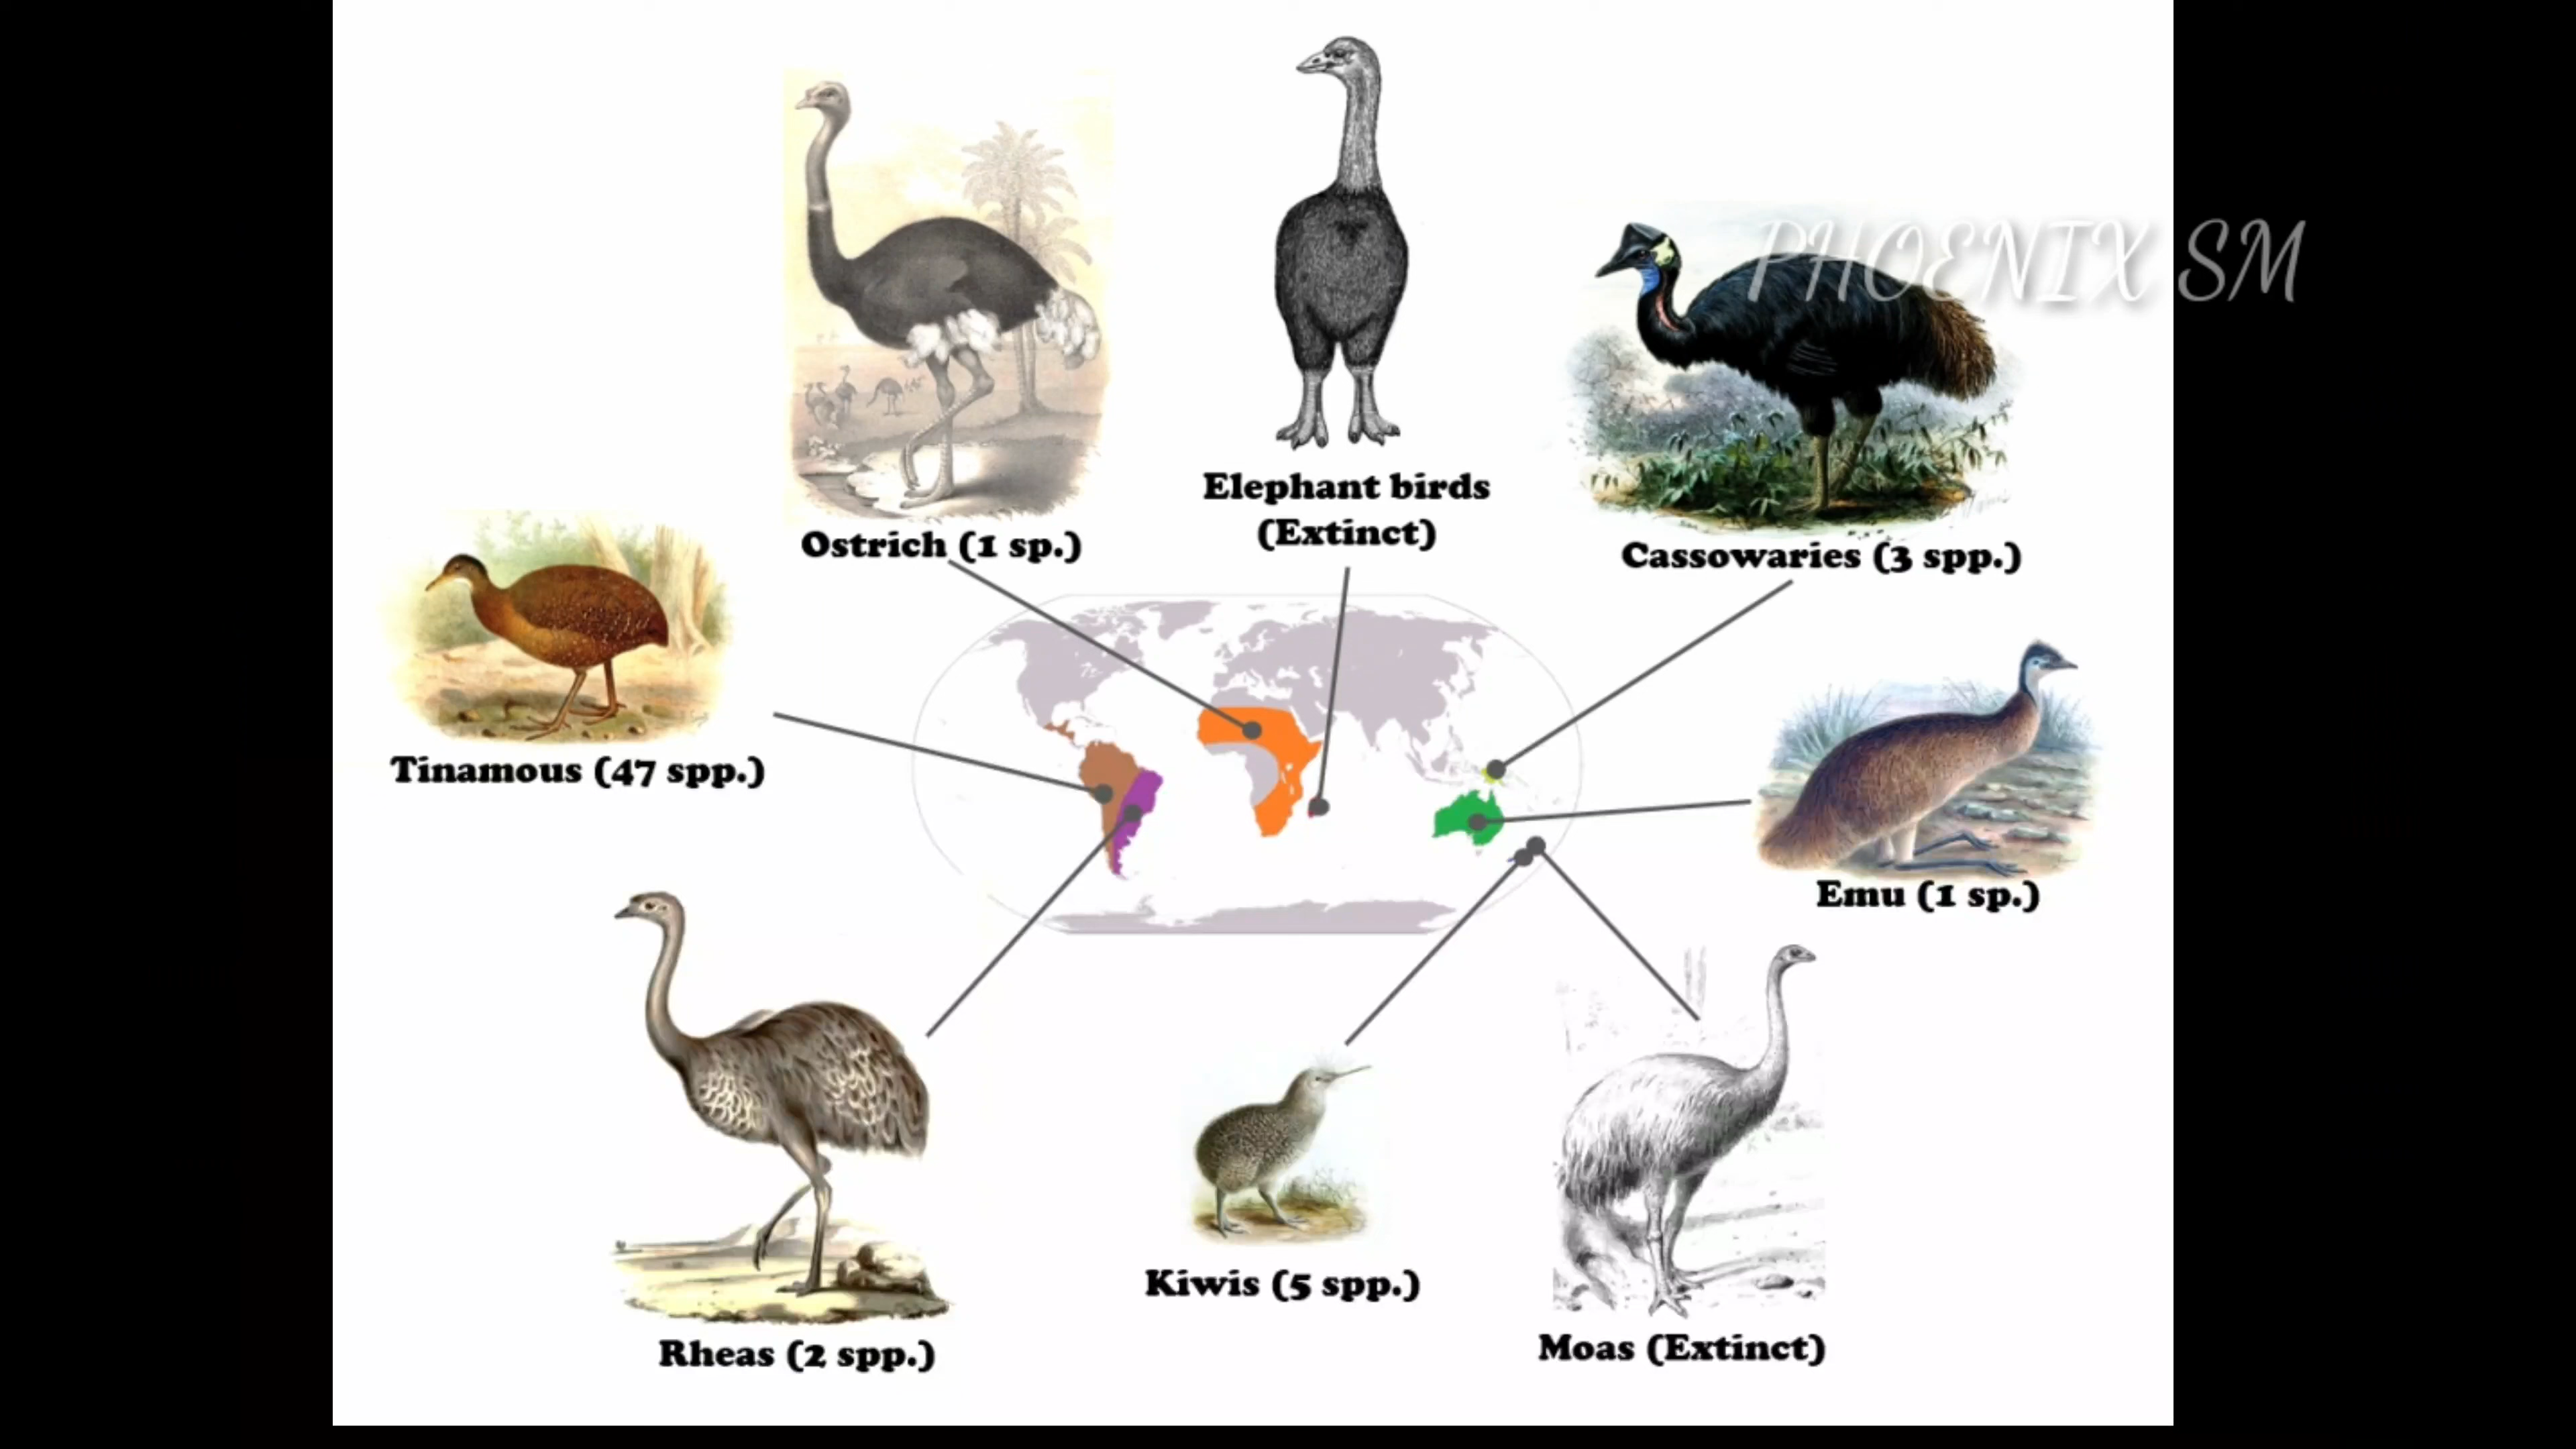 PHOENIX SM
Elephant birds
(Extinct)
Ostrich (1 sp.)
Cassowaries (3 spp.)
Tinamous (47 spp.)
Emu (1 sp.)
Kiwis (5 spp.)
Moas (Extinct)
Rheas (2 spp.)